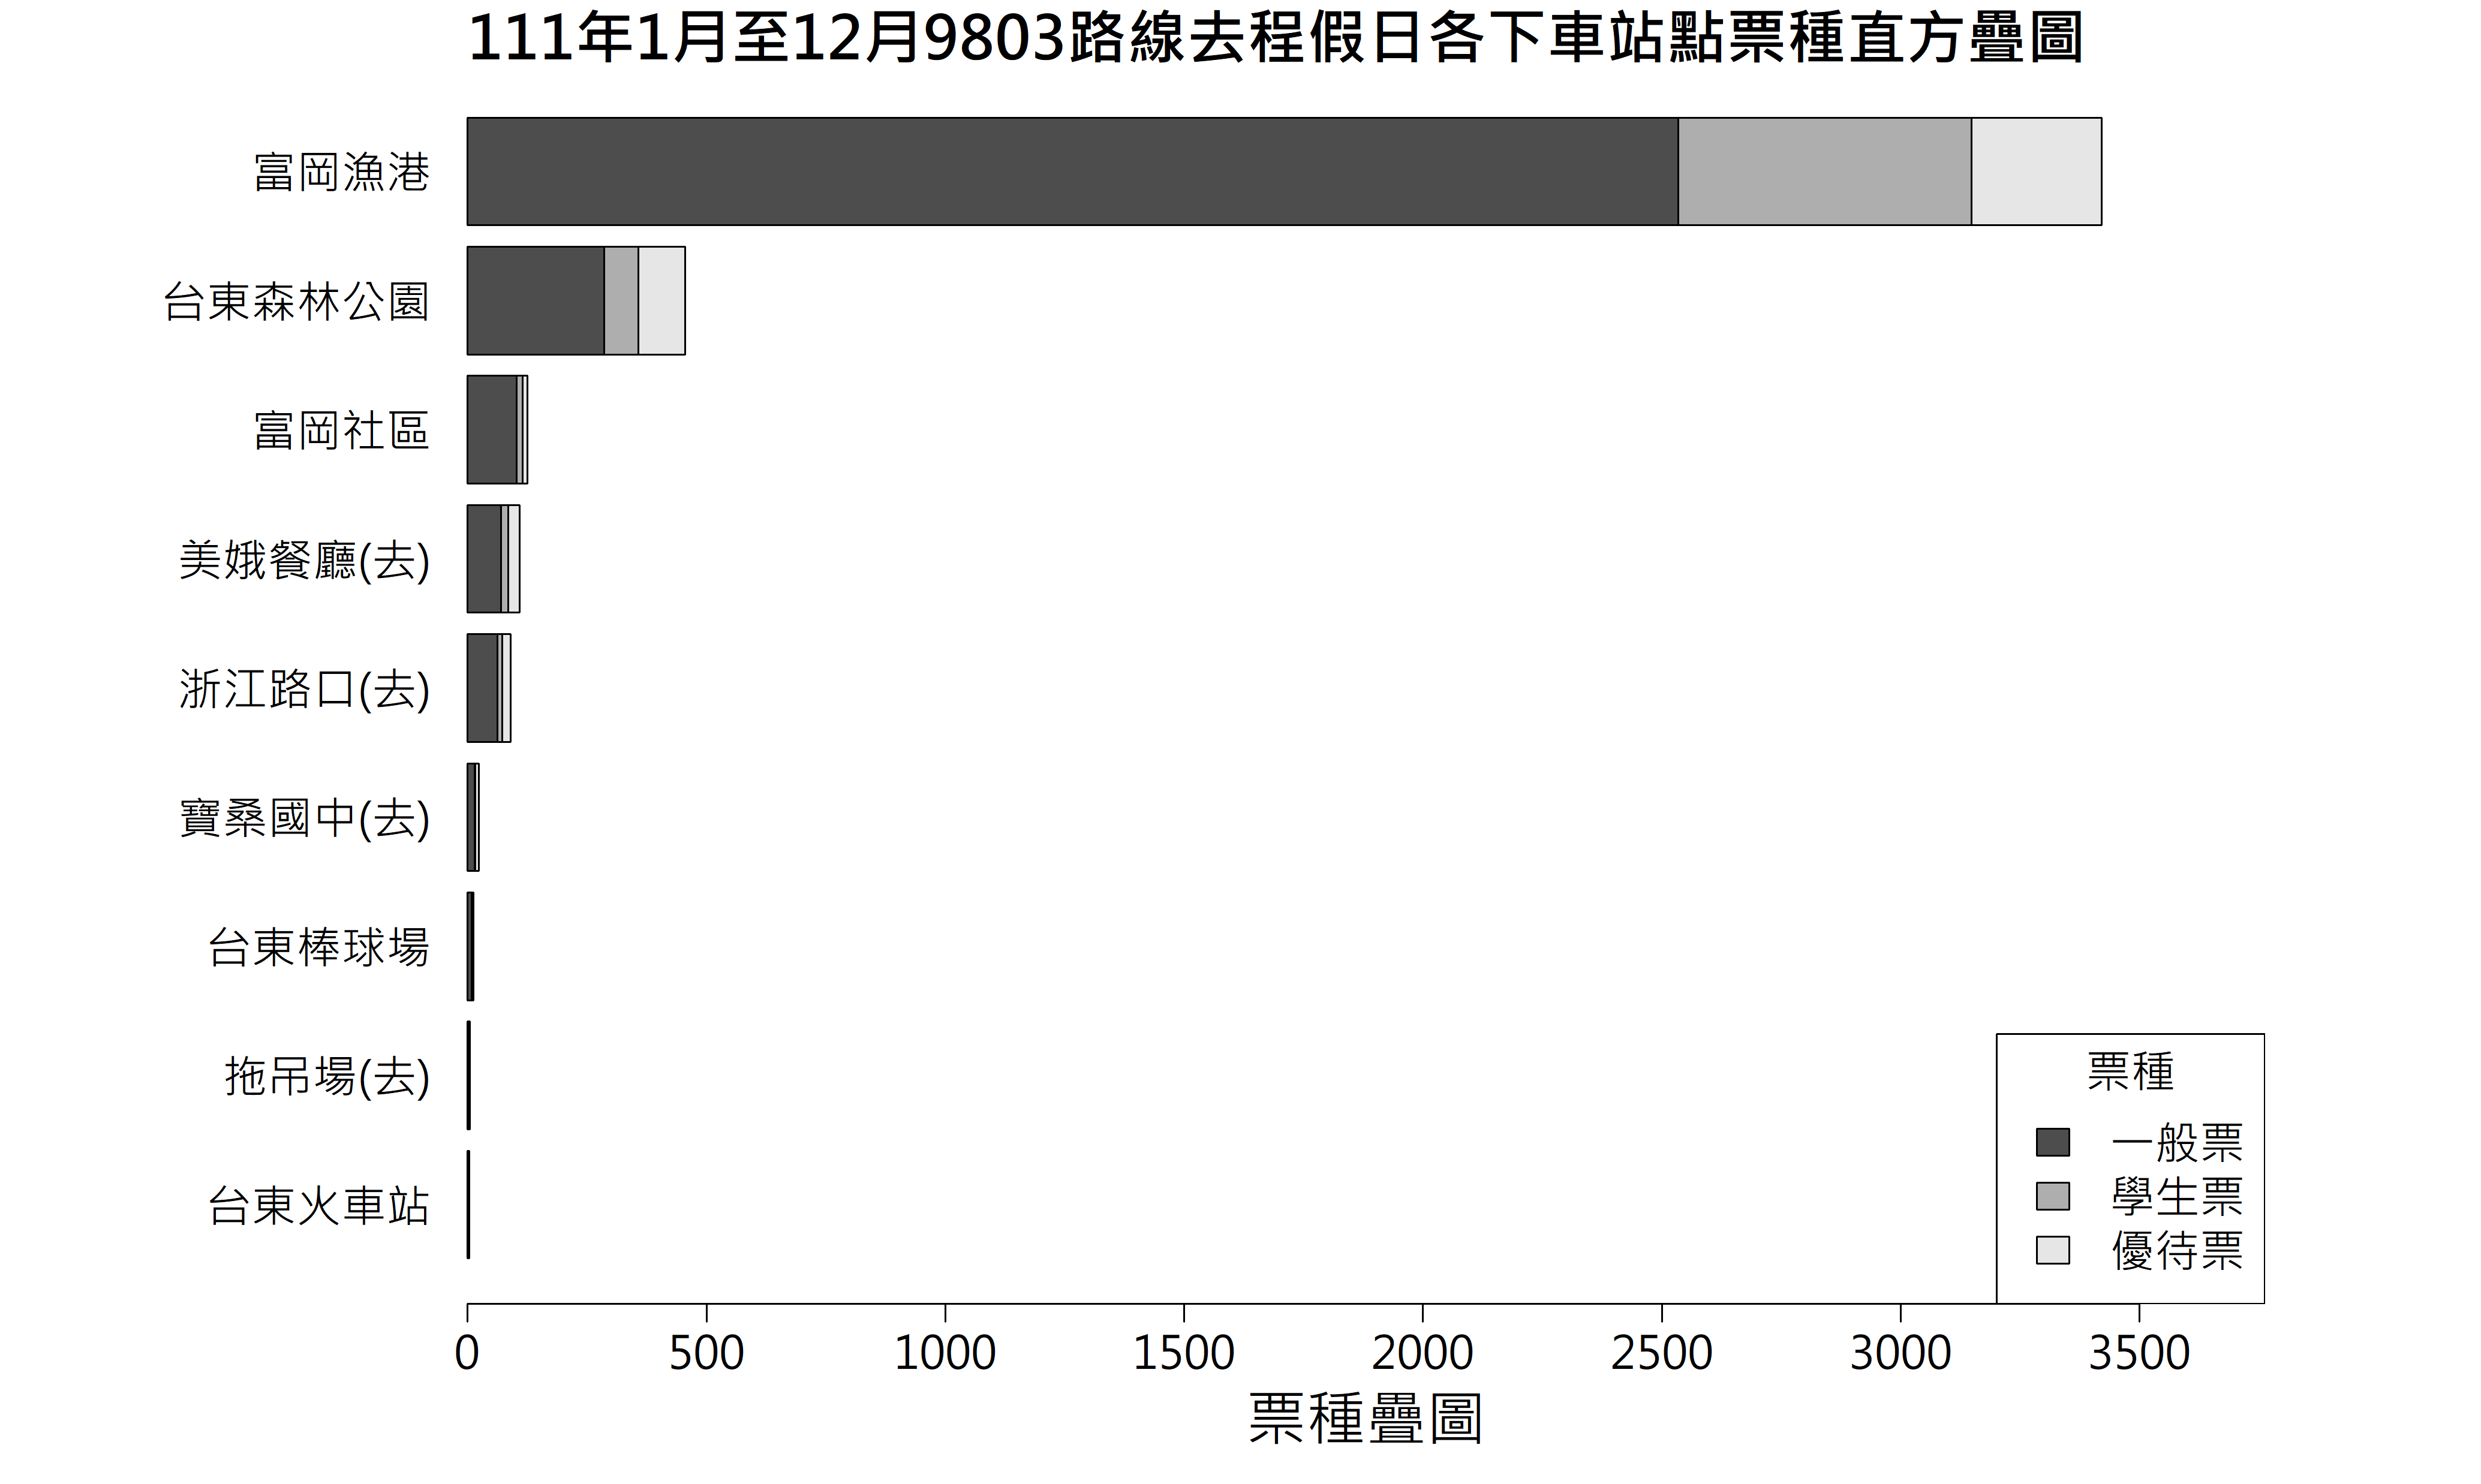 111年1月至12月9803路線去程假日各下車站點票種直方疊圖
富岡漁港
台東森林公園
富岡社區
美娥餐廳(去)
浙江路口(去)
寶桑國中(去)
台東棒球場
拖吊場(去)
台東火車站
票種
一般票
學生票
優待票
0 500 1000 1500 2000 2500 3000 3500
票種疊圖